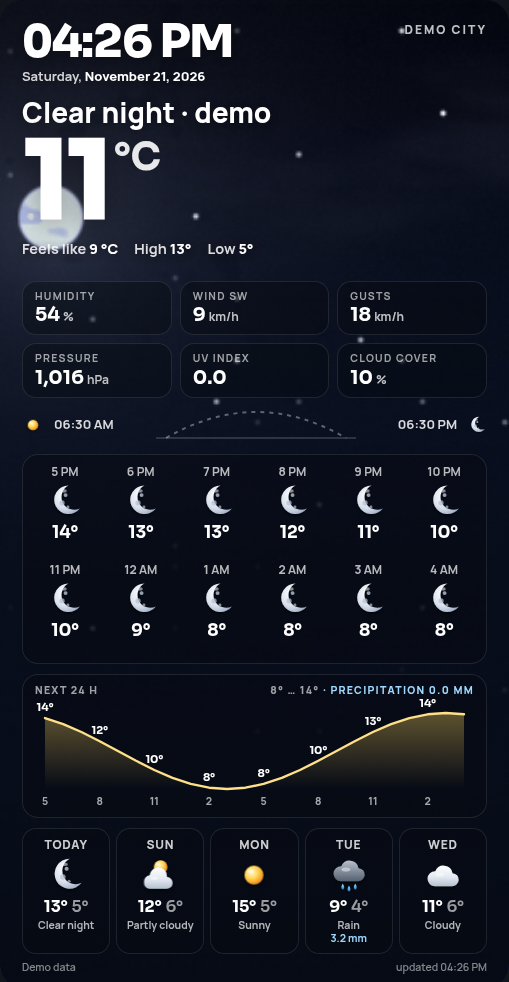 04:26 PM
DEMO CITY
Saturday, November 21, 2026
Clear night · demo
11 °C
Feels like 9 °C High 13° Low 5°
HUMIDITY
54 %
WIND SW
9 km/h
GUSTS
18 km/h
PRESSURE
1,016 hPa
UV INDEX
0.0
CLOUD COVER
10 %
06:30 AM
06:30 PM
5 PM 6 PM 7 PM 8 PM 9 PM 10 PM
14° 13° 13° 12° 11° 10°
11 PM 12 AM 1 AM 2 AM 3 AM 4 AM
10° 9° 8° 8° 8° 8°
NEXT 24 H
8° … 14° · PRECIPITATION 0.0 MM
14° 12° 10° 8° 8° 10° 13° 14°
5 8 11 2 5 8 11 2
TODAY
13° 5°
Clear night
SUN
12° 6°
Partly cloudy
MON
15° 5°
Sunny
TUE
9° 4°
Rain
3.2 mm
WED
11° 6°
Cloudy
Demo data
updated 04:26 PM